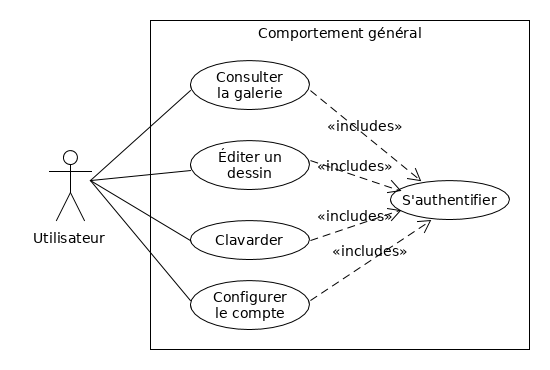 Comportement général
Consulter
la galerie
«includes»
Éditer un
dessin
«includes»
S'authentifier
«includes»
Utilisateur
Clavarder
«includes»
Configurer
le compte